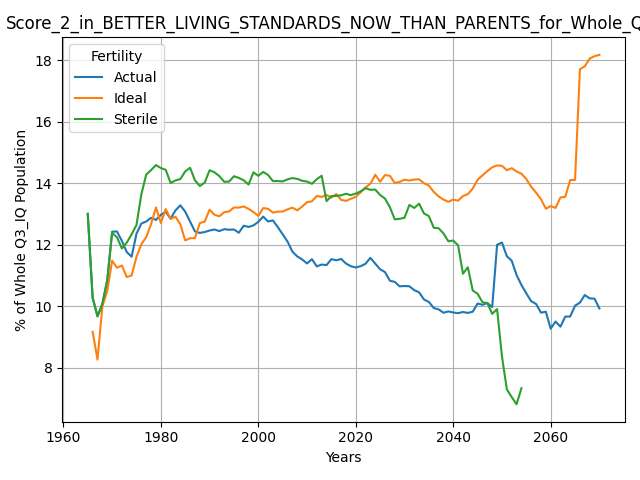 Score_2_in_BETTER_LIVING_STANDARDS_NOW_THAN_PARENTS_for_Whole_Q
Fertility
Actual
Ideal
Sterile
% of Whole Q3_IQ Population
18
16
14
12
10
8
1960 1980 2000 2020 2040 2060
Years